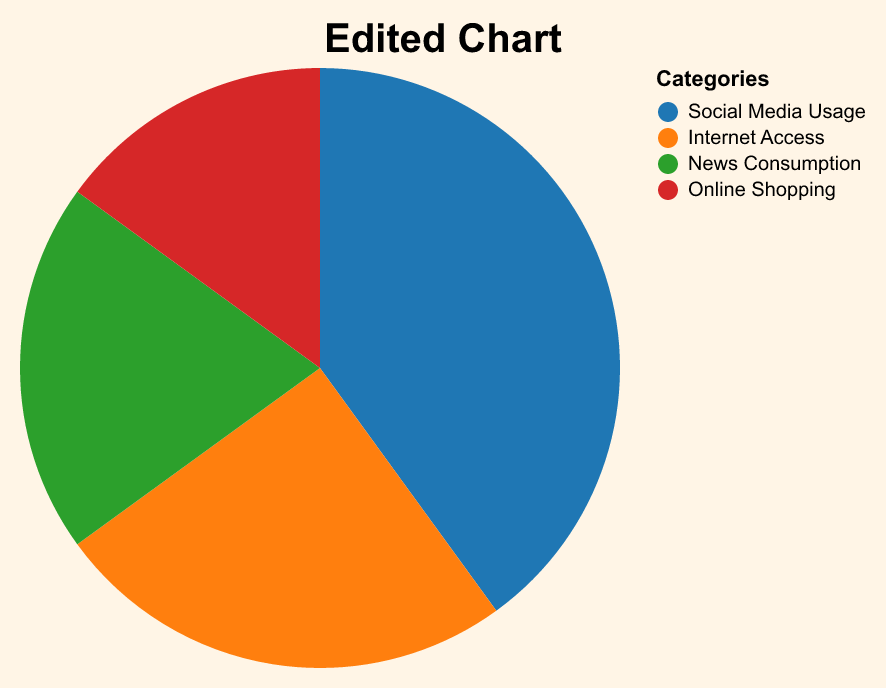 Edited Chart
Categories
Social Media Usage
Internet Access
News Consumption
Online Shopping